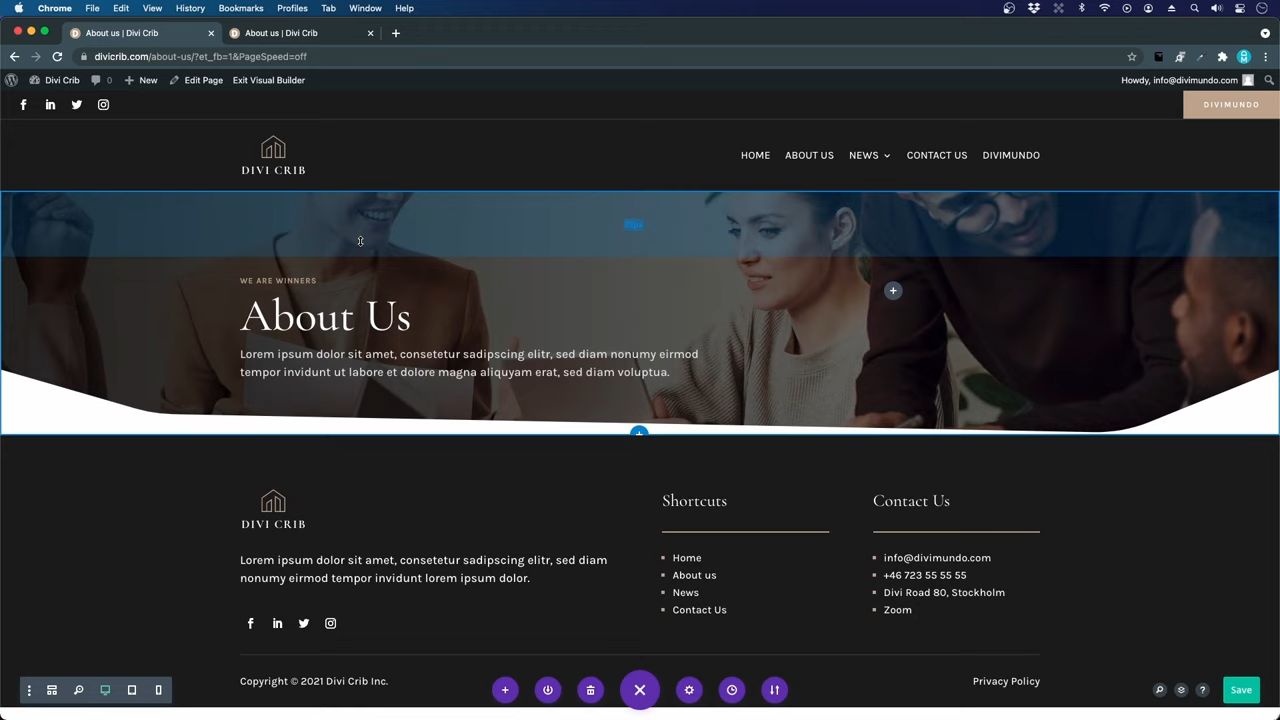 Chrome File Edit View History Bookmarks Profiles Tab Window Help
About us | Divi Crib
About us | Divi Crib
divicrib.com/about-us/?et_fb=1&PageSpeed=off
Divi Crib 0 New Edit Page Exit Visual Builder Howdy, info@divimundo.com
DIVIMUNDO
DIVI CRIB
HOME ABOUT US NEWS CONTACT US DIVIMUNDO
WE ARE WINNERS
About Us
Lorem ipsum dolor sit amet, consetetur sadipscing elitr, sed diam nonumy eirmod
tempor invidunt ut labore et dolore magna aliquyam erat, sed diam voluptua.
DIVI CRIB
Lorem ipsum dolor sit amet, consetetur sadipscing elitr, sed diam
nonumy eirmod tempor invidunt lorem ipsum dolor.
Shortcuts
Home
About us
News
Contact Us
Contact Us
info@divimundo.com
+46 723 55 55 55
Divi Road 80, Stockholm
Zoom
Copyright © 2021 Divi Crib Inc.
Privacy Policy
Save